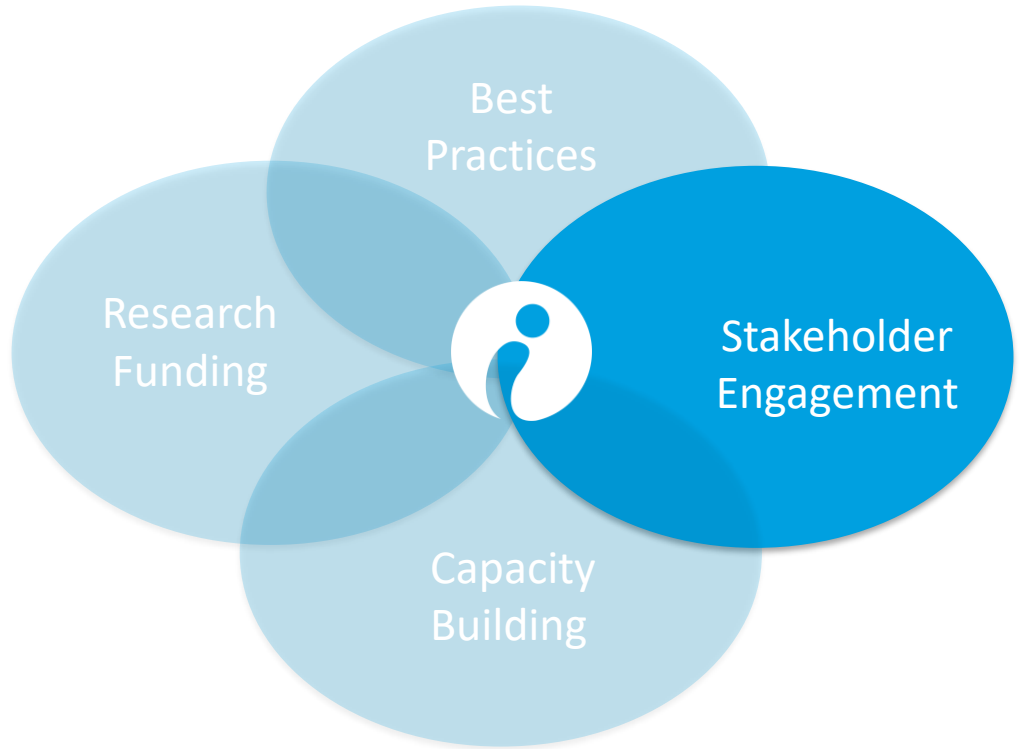 Best
Practices
Research
Funding
Stakeholder
Engagement
Capacity
Building